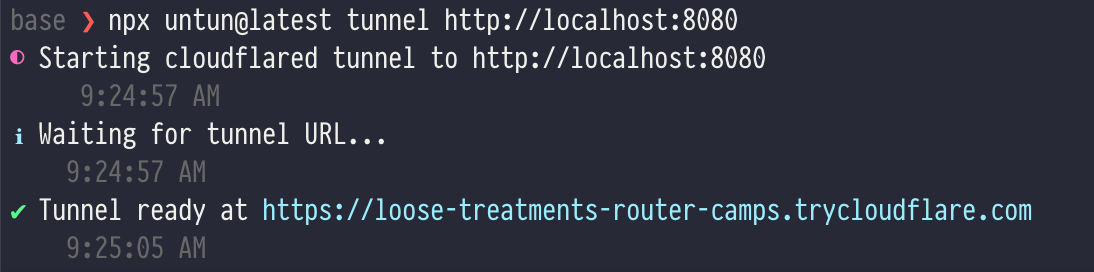 base ❯ npx untun@latest tunnel http://localhost:8080
◐ Starting cloudflared tunnel to http://localhost:8080
9:24:57 AM
ℹ Waiting for tunnel URL...
9:24:57 AM
✔ Tunnel ready at https://loose-treatments-router-camps.trycloudflare.com
9:25:05 AM